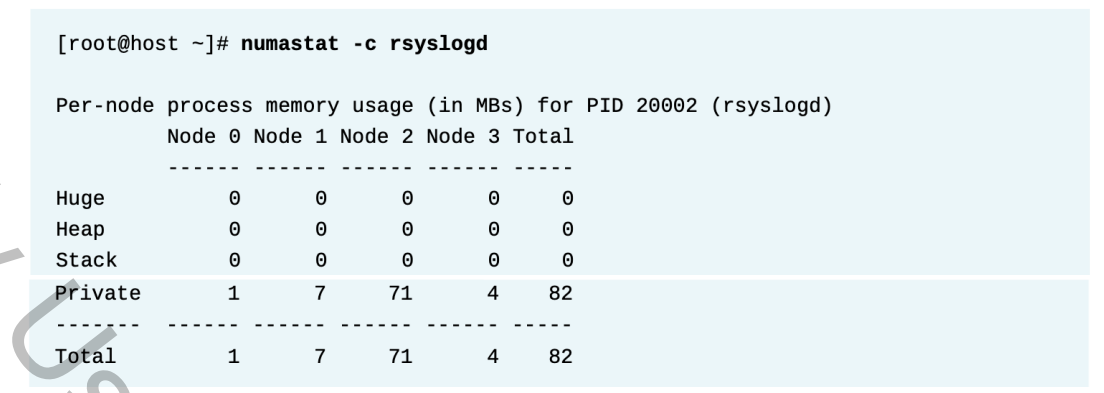 [root@host ~]# numastat -c rsyslogd
Per-node process memory usage (in MBs) for PID 20002 (rsyslogd)
         Node 0 Node 1 Node 2 Node 3 Total
         ------ ------ ------ ------ -----
Huge          0      0      0      0     0
Heap          0      0      0      0     0
Stack         0      0      0      0     0
Private       1      7     71      4    82
-------  ------ ------ ------ ------ -----
Total         1      7     71      4    82